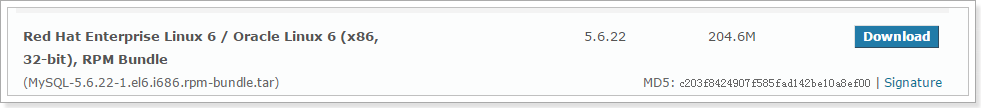 Red Hat Enterprise Linux 6 / Oracle Linux 6 (x86, 5.6.22 204.6M Download
32-bit), RPM Bundle
(MySQL-5.6.22-1.el6.i686.rpm-bundle.tar) MD5: c203f8424907f585fad142be10a8ef00 | Signature